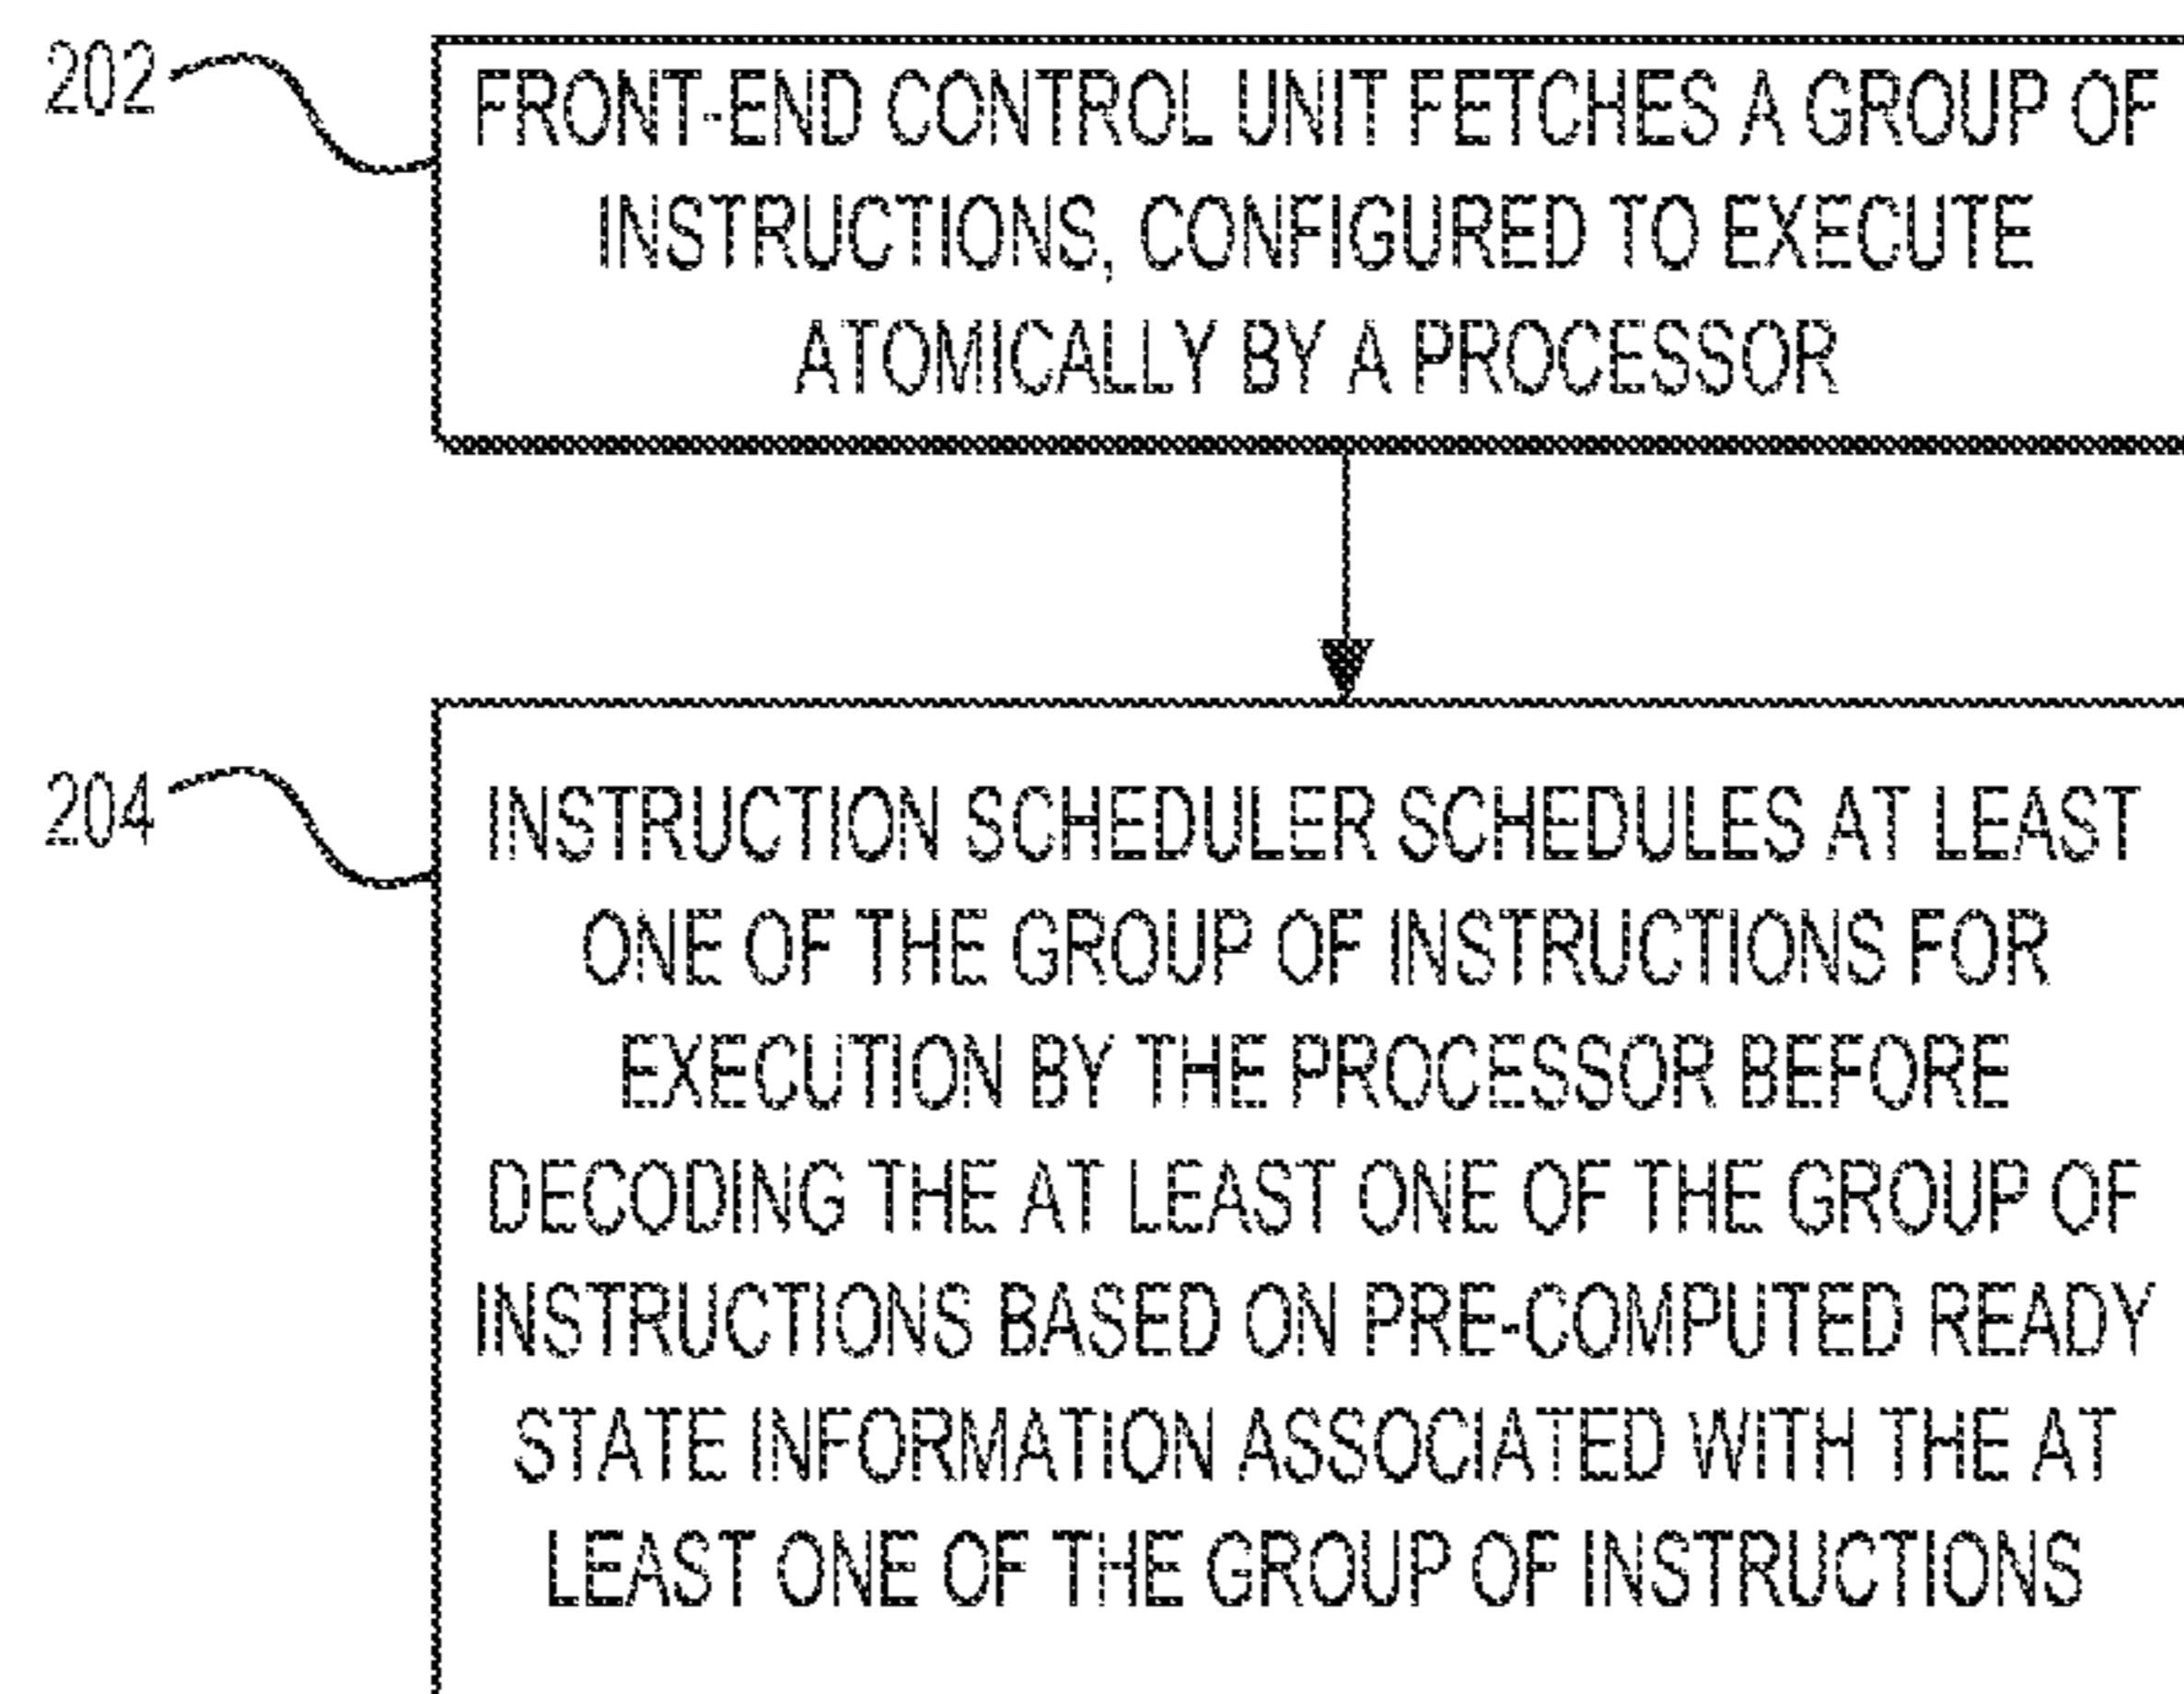 202
FRONT-END CONTROL UNIT FETCHES A GROUP OF
INSTRUCTIONS, CONFIGURED TO EXECUTE
ATOMICALLY BY A PROCESSOR
204
INSTRUCTION SCHEDULER SCHEDULES AT LEAST
ONE OF THE GROUP OF INSTRUCTIONS FOR
EXECUTION BY THE PROCESSOR BEFORE
DECODING THE AT LEAST ONE OF THE GROUP OF
INSTRUCTIONS BASED ON PRE-COMPUTED READY
STATE INFORMATION ASSOCIATED WITH THE AT
LEAST ONE OF THE GROUP OF INSTRUCTIONS